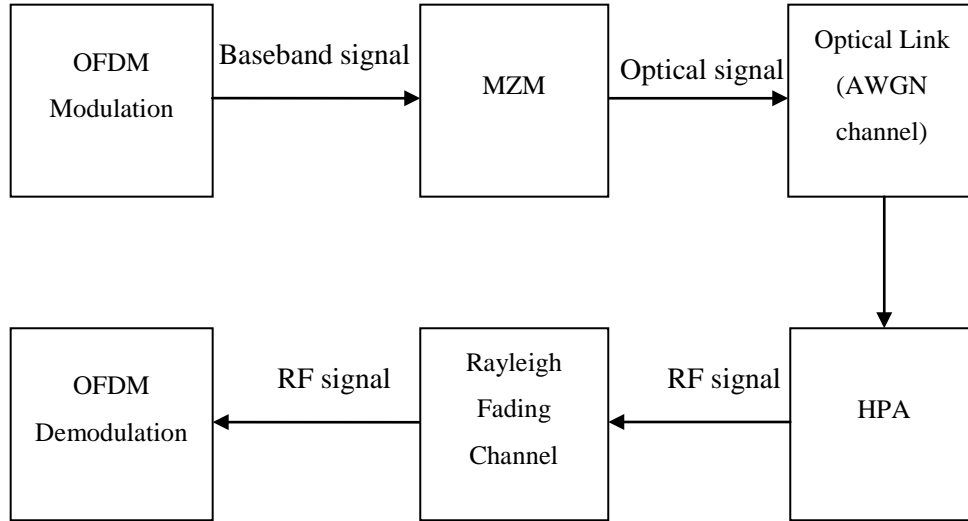 OFDM
Modulation
Baseband signal
MZM
Optical signal
Optical Link
(AWGN
channel)
HPA
RF signal
Rayleigh
Fading
Channel
RF signal
OFDM
Demodulation